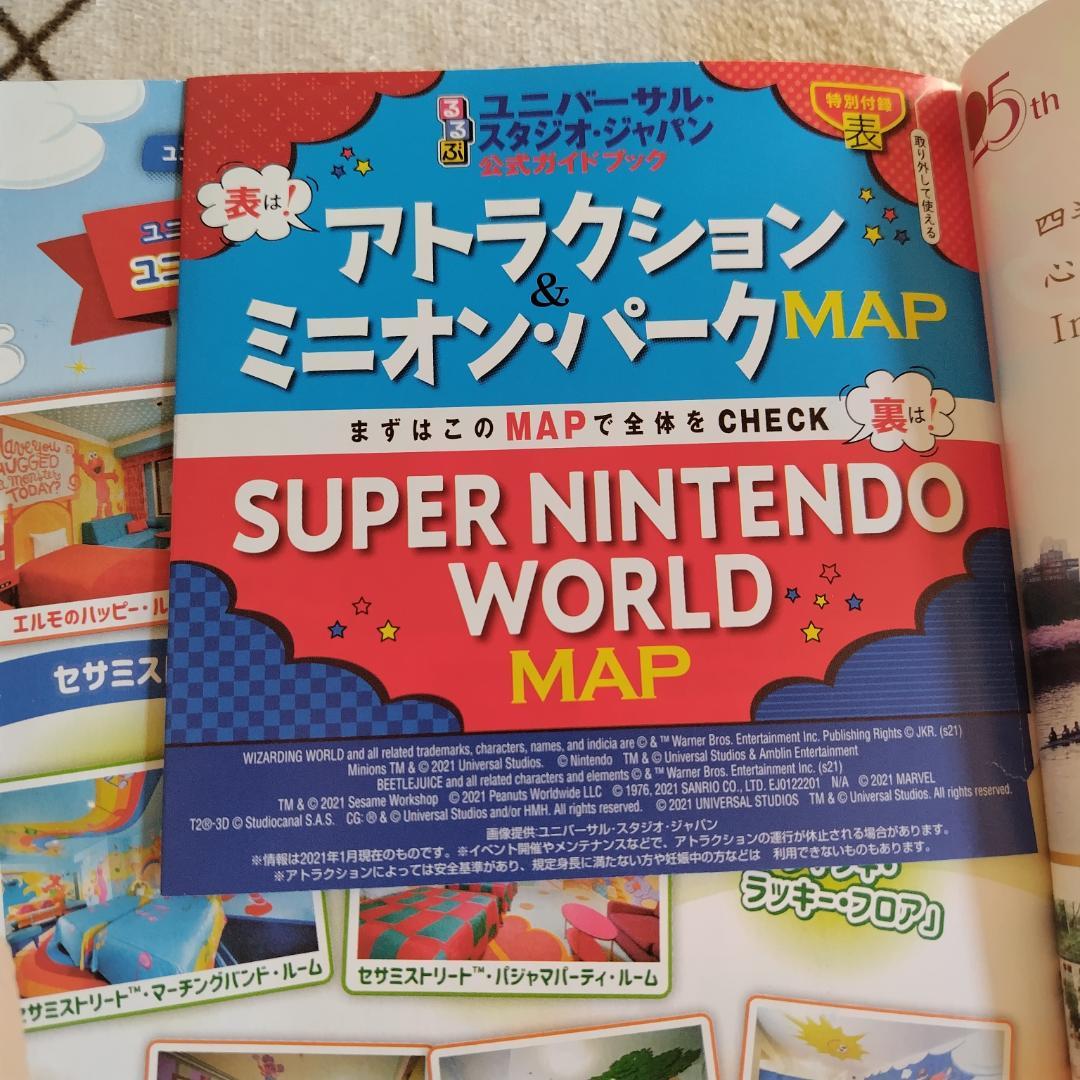 るるぶ
ユニバーサル・
スタジオ・ジャパン
公式ガイドブック
特別付録
表
取り外して使える
表は!
アトラクション
&
ミニオン・パークMAP
まずはこのMAPで全体をCHECK
裏は!
SUPER NINTENDO
WORLD
MAP
WIZARDING WORLD and all related trademarks, characters, names, and indicia are © & ™ Warner Bros. Entertainment Inc. Publishing Rights © JKR. (s21)
Minions TM & © 2021 Universal Studios. © Nintendo TM & © Universal Studios & Amblin Entertainment
BEETLEJUICE and all related characters and elements © & ™ Warner Bros. Entertainment Inc. (s21)
TM & © 2021 Sesame Workshop © 2021 Peanuts Worldwide LLC © 1976, 2021 SANRIO CO., LTD. EJ0122201 N/A © 2021 MARVEL
T2®-3D © Studiocanal S.A.S. CG: ® & © Universal Studios and/or HMH. All rights reserved. © 2021 UNIVERSAL STUDIOS TM & © Universal Studios. All rights reserved.
画像提供:ユニバーサル・スタジオ・ジャパン
※情報は2021年1月現在のものです。※イベント開催やメンテナンスなどで、アトラクションの運行が休止される場合があります。
※アトラクションによっては安全基準があり、規定身長に満たない方や妊娠中の方などは 利用できないものもあります。
ユニ
ユニ
Have you
HUGGED
a monster
TODAY?
エルモのハッピー・ル
セサミス
セサミストリート™・マーチングバンド・ルーム
セサミストリート™・パジャマパーティ・ルーム
ラッキー・フロア』
25th
四
心
In